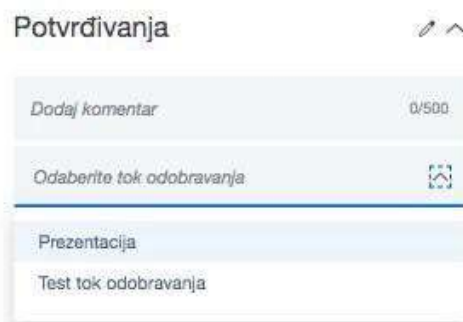 Potvrđivanja
Dodaj komentar 0/500
Odaberite tok odobravanja
Prezentacija
Test tok odobravanja